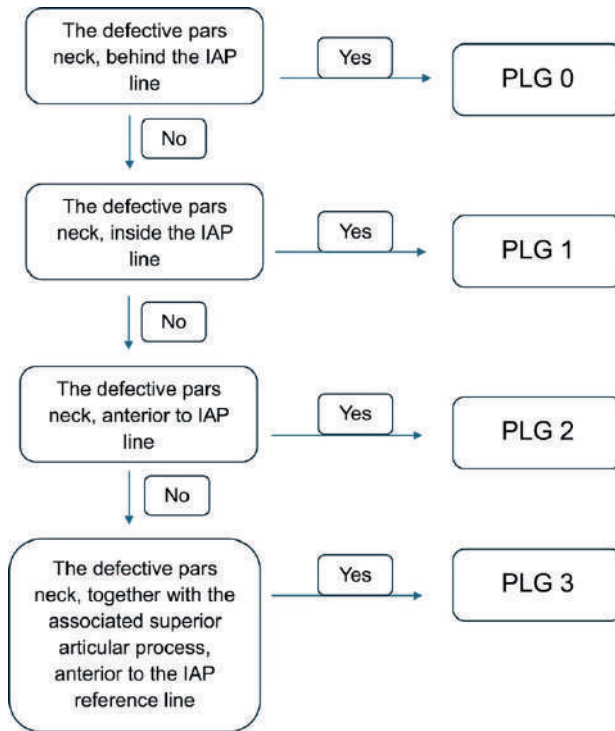 The defective pars
neck, behind the IAP
line
Yes
PLG 0
No
The defective pars
neck, inside the IAP
line
Yes
PLG 1
No
The defective pars
neck, anterior to IAP
line
Yes
PLG 2
No
The defective pars
neck, together with the
associated superior
articular process,
anterior to the IAP
reference line
Yes
PLG 3